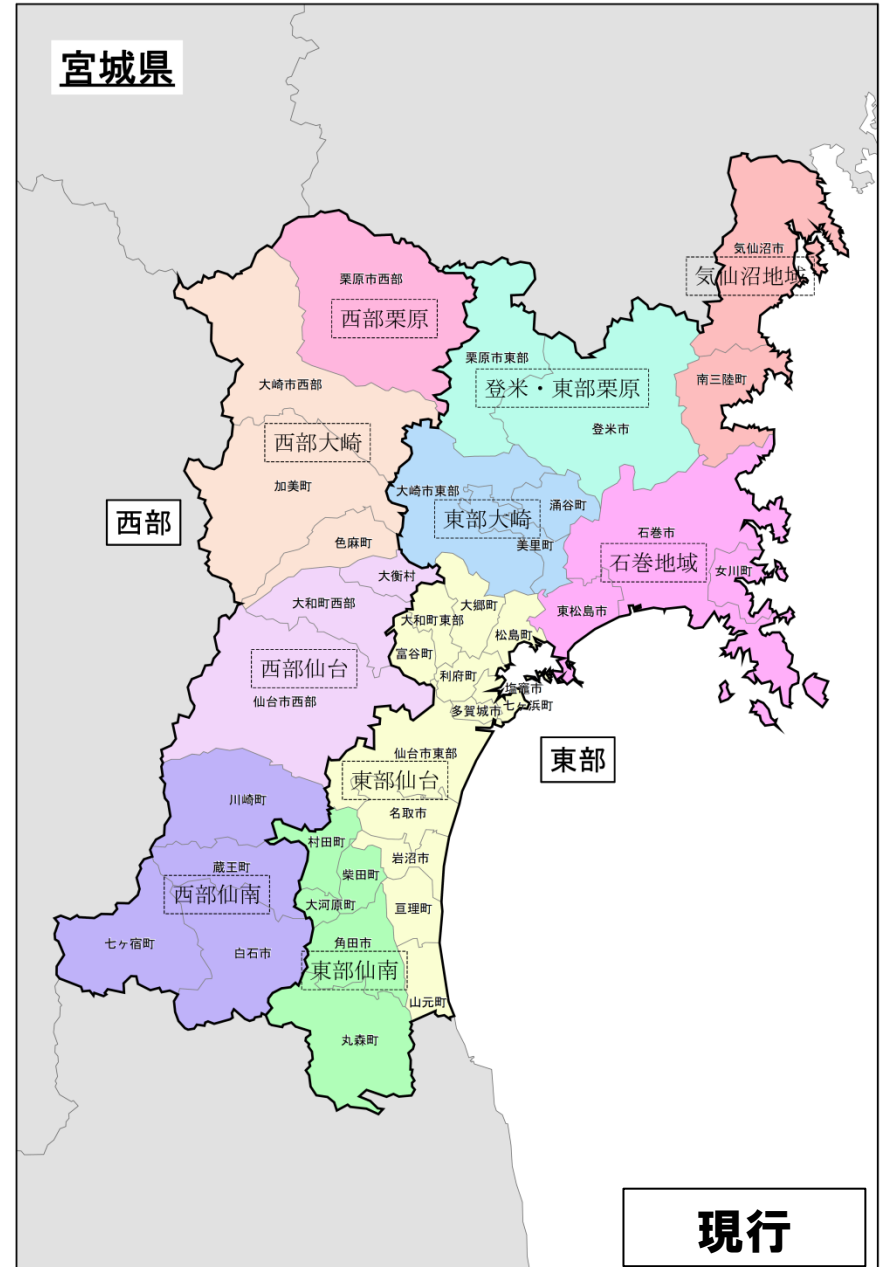 宮城県
気仙沼市
気仙沼地域
栗原市西部
西部栗原
栗原市東部
登米・東部栗原
南三陸町
大崎市西部
登米市
西部大崎
加美町
大崎市東部
涌谷町
東部大崎
美里町
西部
石巻市
石巻地域
女川町
色麻町
大衡村
大和町西部
大郷町
東松島市
大和町東部
松島町
富谷町
西部仙台
利府町
塩竈市
仙台市西部
多賀城市
七ヶ浜町
仙台市東部
東部
東部仙台
川崎町
名取市
村田町
岩沼市
蔵王町
柴田町
西部仙南
大河原町
亘理町
七ヶ宿町
白石市
角田市
東部仙南
山元町
丸森町
現行